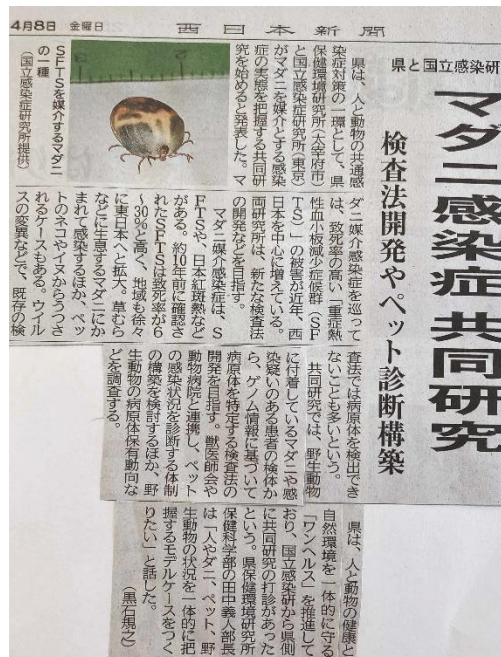 4月8日 金曜日
西日本新聞
県と国立感染研
マダニ感染症 共同研究
検査法開発やペット診断構築
SFTSを媒介するマダニ
の一種
(国立感染症研究所提供)
県は、人と動物の共通感
染症対策の一環として、県
保健環境研究所(太宰府市)
と国立感染症研究所(東京)
がマダニを媒介とする感染
症の実態を把握する共同研
究を始めると発表した。マ
ダニ媒介感染症を巡って
は、致死率の高い「重症熱
性血小板減少症候群(SF
TS)」の被害が近年、西
日本を中心に増えている。
両研究所は、新たな検査法
の開発などを目指す。
マダニ媒介感染症は、S
FTSや、日本紅斑熱など
がある。約10年前に確認さ
れたSFTSは致死率が6
~30%と高く、地域も徐々
に東日本へと拡大。草むら
などに生息するマダニにか
まれて感染するほか、ペッ
トのネコやイヌからうつさ
れるケースもある。ウイル
スの変異などで、既存の検
査法では病原体を検出でき
ないことも多いという。
共同研究では、野生動物
に付着しているマダニや感
染疑いのある患者の検体か
ら、ゲノム情報に基づいて
病原体を特定する検査法の
開発を目指す。獣医師会や
動物病院と連携し、ペット
の感染状況を診断する体制
の構築を検討するほか、野
生動物の病原体保有動向な
どを調査する。
県は、人と動物の健康と
自然環境を一体的に守る
「ワンヘルス」を推進して
おり、国立感染研から県側
に共同研究の打診があった
という。県保健環境研究所
保健科学部の田中義人部長
は「人やダニ、ペット、野
生動物の状況を一体的に把
握するモデルケースをつく
りたい」と話した。
(黒石規之)